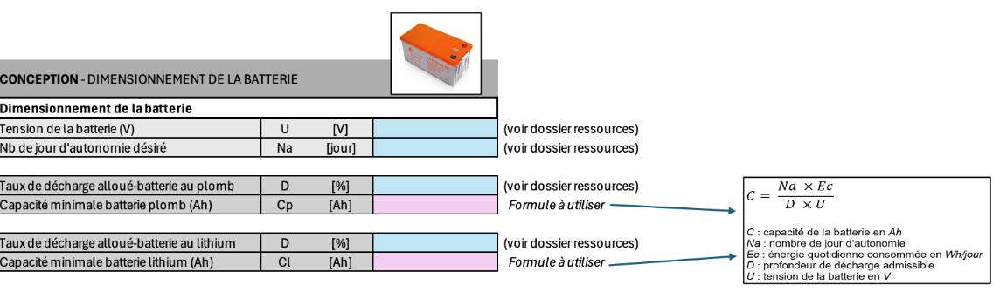 CONCEPTION - DIMENSIONNEMENT DE LA BATTERIE
Dimensionnement de la batterie
Tension de la batterie (V) U [V] (voir dossier ressources)
Nb de jour d'autonomie désiré Na [jour] (voir dossier ressources)
Taux de décharge alloué-batterie au plomb D [%] (voir dossier ressources)
Capacité minimale batterie plomb (Ah) Cp [Ah] Formule à utiliser
Taux de décharge alloué-batterie au lithium D [%] (voir dossier ressources)
Capacité minimale batterie lithium (Ah) Cl [Ah] Formule à utiliser
C = Na × Ec / D × U
C : capacité de la batterie en Ah
Na : nombre de jour d'autonomie
Ec : énergie quotidienne consommée en Wh/jour
D : profondeur de décharge admissible
U : tension de la batterie en V